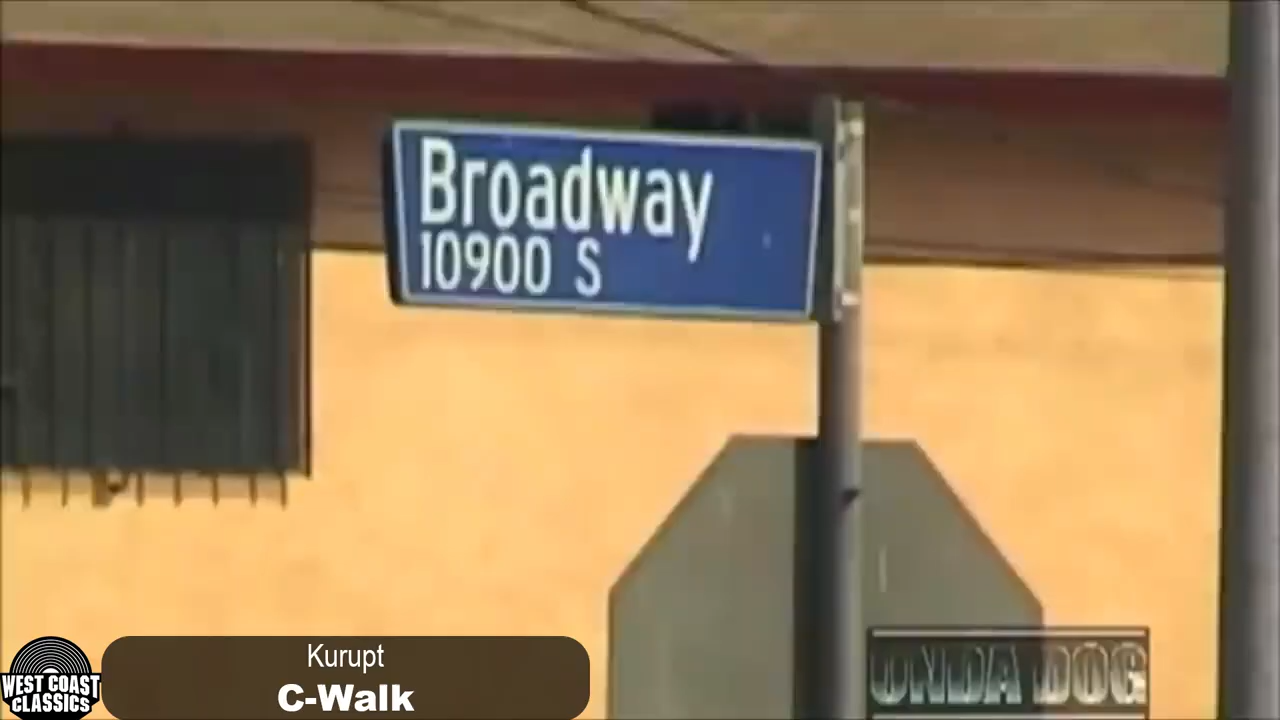 Broadway
10900 S
WEST COAST
CLASSICS
Kurupt
C-Walk
UNDA DOG